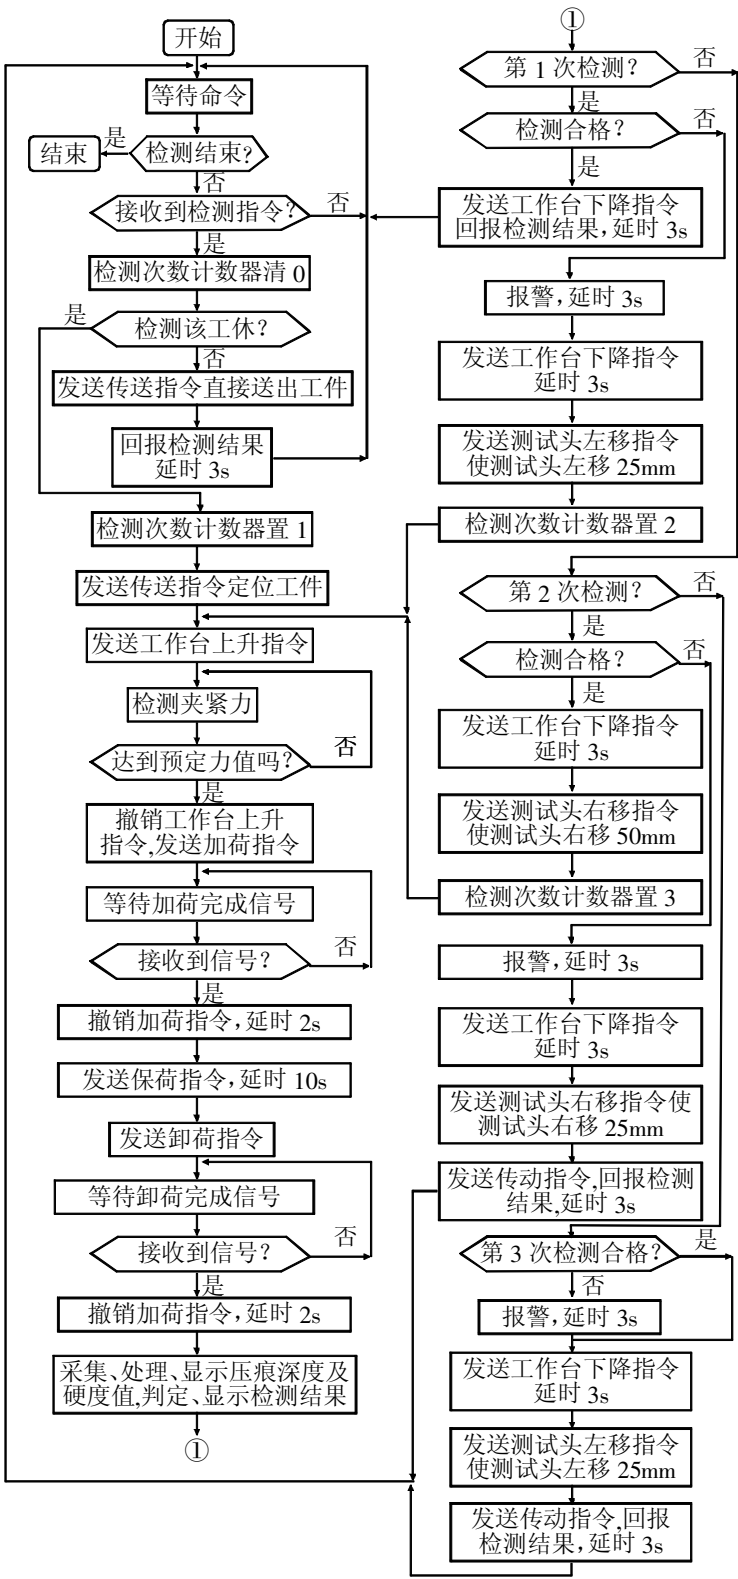 开始
等待命令
检测结束?
是
结束
否
接收到检测指令?
否
是
检测次数计数器清 0
检测该工休?
是
否
发送传送指令直接送出工件
回报检测结果
延时 3s
检测次数计数器置 1
发送传送指令定位工件
发送工作台上升指令
检测夹紧力
达到预定力值吗?
否
是
撤销工作台上升
指令,发送加荷指令
等待加荷完成信号
接收到信号?
否
是
撤销加荷指令,延时 2s
发送保荷指令,延时 10s
发送卸荷指令
等待卸荷完成信号
接收到信号?
否
是
撤销加荷指令,延时 2s
采集、处理、显示压痕深度及
硬度值,判定、显示检测结果
①
①
第 1 次检测?
否
是
检测合格?
否
是
发送工作台下降指令
回报检测结果,延时 3s
报警,延时 3s
发送工作台下降指令
延时 3s
发送测试头左移指令
使测试头左移 25mm
检测次数计数器置 2
第 2 次检测?
否
是
检测合格?
否
是
发送工作台下降指令
延时 3s
发送测试头右移指令
使测试头右移 50mm
检测次数计数器置 3
报警,延时 3s
发送工作台下降指令
延时 3s
发送测试头右移指令使
测试头右移 25mm
发送传动指令,回报检测
结果,延时 3s
第 3 次检测合格?
是
否
报警,延时 3s
发送工作台下降指令
延时 3s
发送测试头左移指令
使测试头左移 25mm
发送传动指令,回报
检测结果,延时 3s